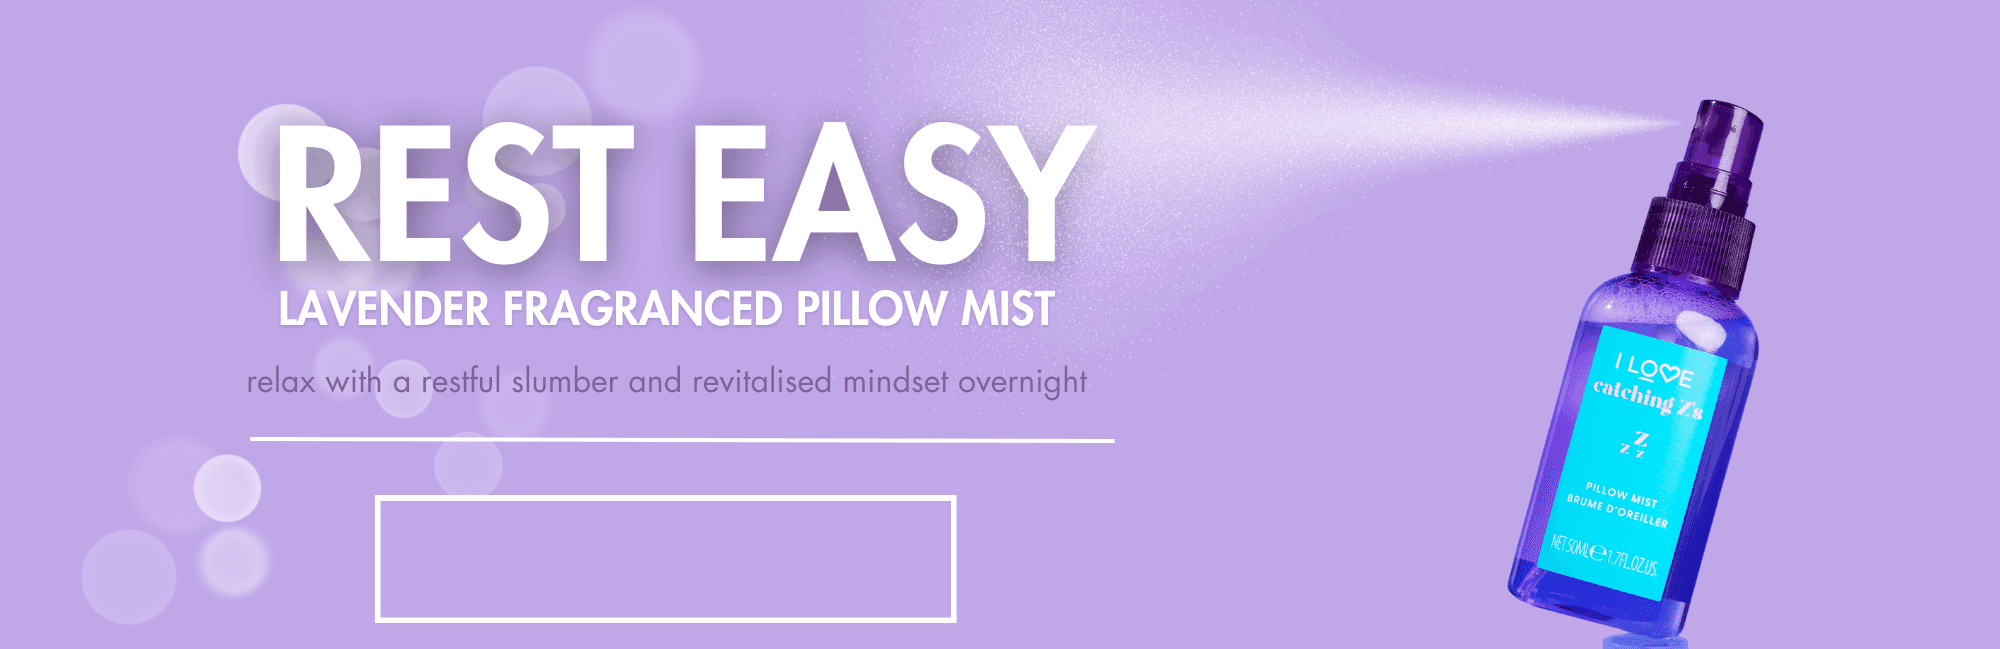 REST EASY
LAVENDER FRAGRANCED PILLOW MIST
relax with a restful slumber and revitalised mindset overnight
I LOVE
catching Z's
Z
z z
PILLOW MIST
BRUME D'OREILLER
NET 50ML ℮ 1.7FL.OZ.US.